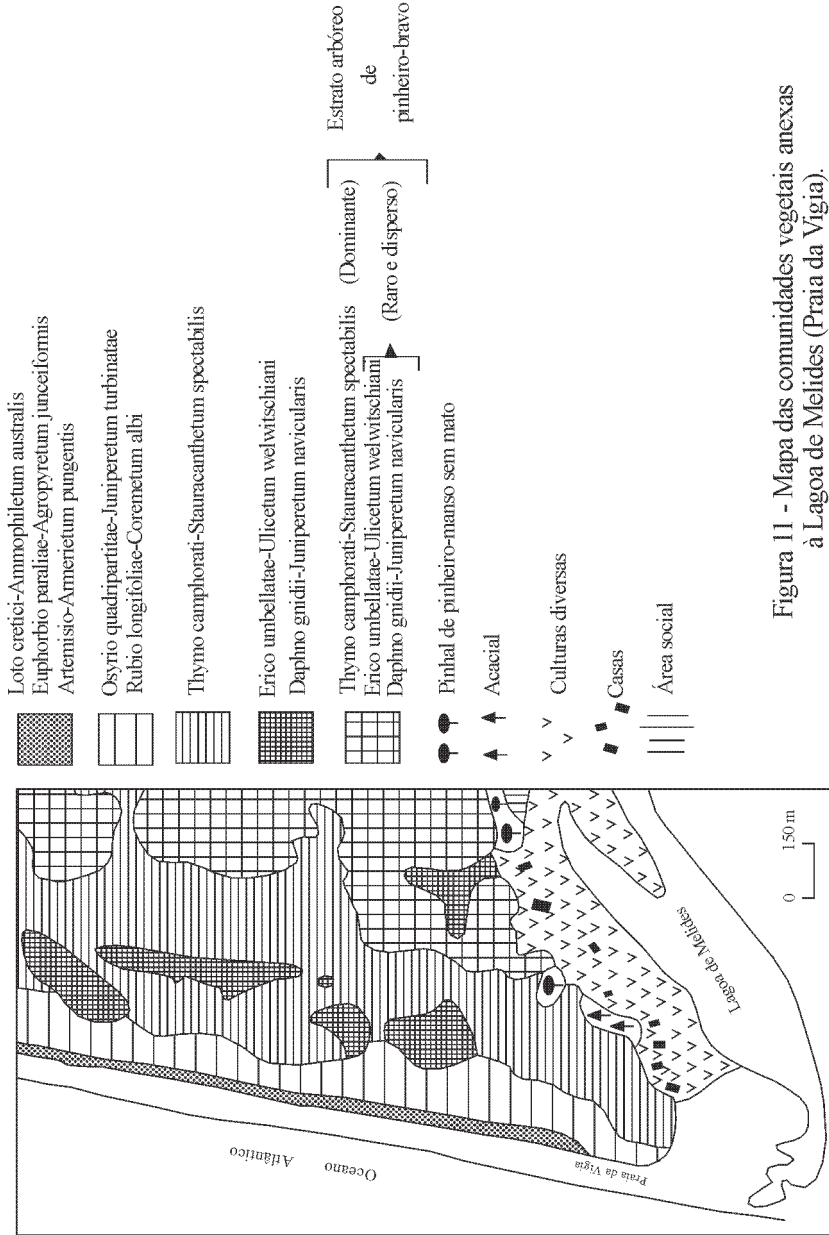 Loto cretici-Ammophiletum australis
Euphorbio paraliae-Agropyretum junceiformis
Artemisio-Armerietum pungentis
Osyrio quadripartitae-Juniperetum turbinatae
Rubio longifoliae-Coremetum albi
Thymo camphorati-Stauracanthetum spectabilis
Erico umbellatae-Ulicetum welwitschiani
Daphno gnidii-Juniperetum navicularis
Thymo camphorati-Stauracanthetum spectabilis (Dominante)
Erico umbellatae-Ulicetum welwitschiani
Daphno gnidii-Juniperetum navicularis
(Raro e disperso)
Estrato arbóreo
de
pinheiro-bravo
Pinhal de pinheiro-manso sem mato
Acacial
Culturas diversas
Casas
Área social
Oceano Atlântico
Praia da Vigia
Lagoa de Melides
0 150 m
Figura 11 - Mapa das comunidades vegetais anexas
à Lagoa de Melides (Praia da Vigia).